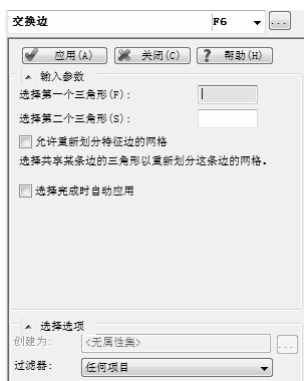 交换边 F6 ...
应用(A) 关闭(C) ? 帮助(H)
输入参数
选择第一个三角形(F):
选择第二个三角形(S):
允许重新划分特征边的网格
选择共享某条边的三角形以重新划分这条边的网格.
选择完成时自动应用
选择选项
创建为: <无属性集> ...
过滤器: 任何项目